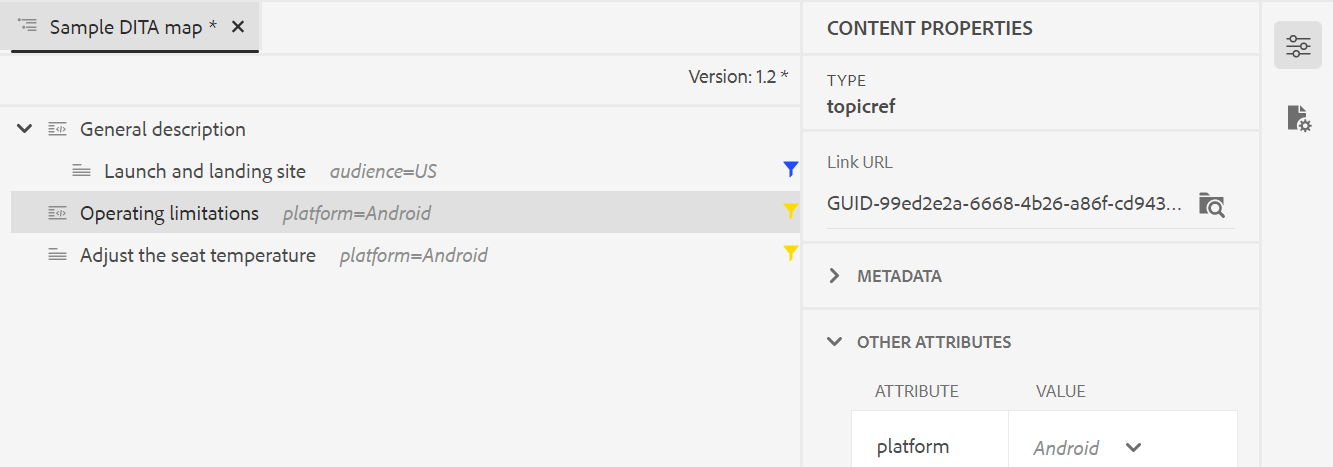 Sample DITA map *
Version: 1.2 *
General description
Launch and landing site audience=US
Operating limitations platform=Android
Adjust the seat temperature platform=Android
CONTENT PROPERTIES
TYPE
topicref
Link URL
GUID-99ed2e2a-6668-4b26-a86f-cd943...
METADATA
OTHER ATTRIBUTES
ATTRIBUTE VALUE
platform Android